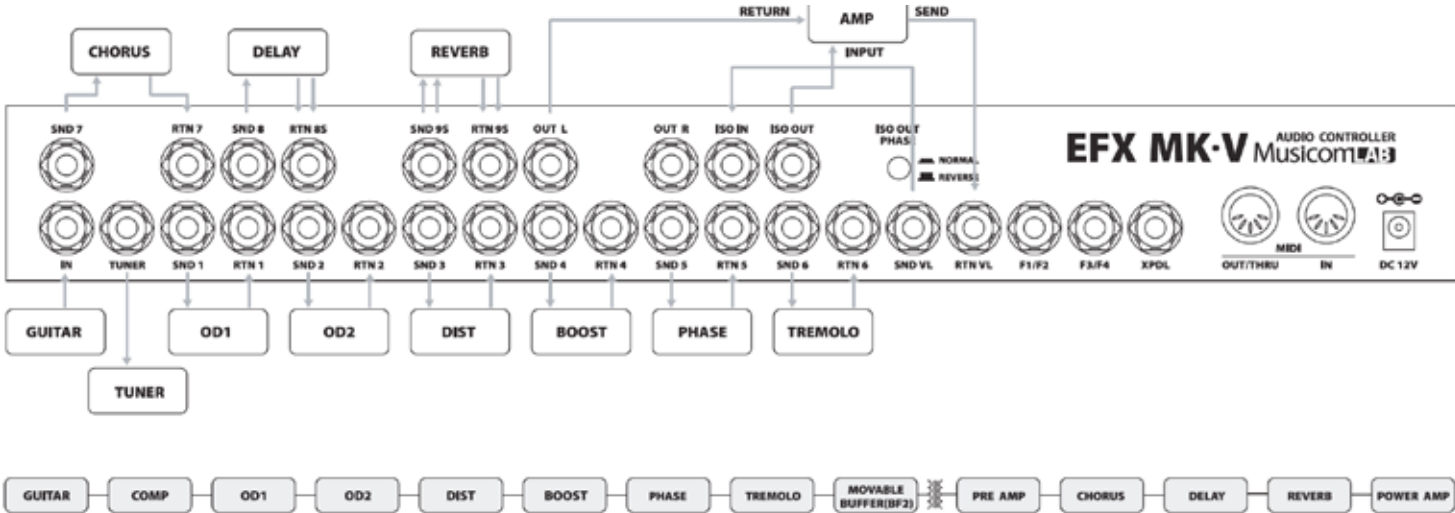 RETURN AMP SEND
CHORUS DELAY REVERB INPUT
SND 7 RTN 7 SND 8 RTN 8S SND 9S RTN 9S OUT L OUT R ISO IN ISO OUT ISO OUT
PHASE
NORMAL
REVERSE
EFX MK·V AUDIO CONTROLLER
MusicomLAB
IN TUNER SND 1 RTN 1 SND 2 RTN 2 SND 3 RTN 3 SND 4 RTN 4 SND 5 RTN 5 SND 6 RTN 6 SND VL RTN VL F1/F2 F3/F4 XPDL
MIDI
OUT/THRU IN DC 12V
GUITAR OD1 OD2 DIST BOOST PHASE TREMOLO
TUNER
GUITAR COMP OD1 OD2 DIST BOOST PHASE TREMOLO MOVABLE
BUFFER(BF2) PRE AMP CHORUS DELAY REVERB POWER AMP